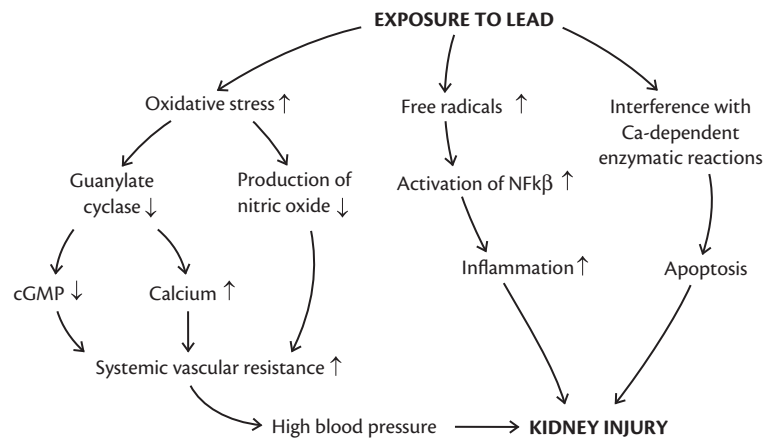 EXPOSURE TO LEAD
Oxidative stress ↑
Free radicals ↑
Interference with
Ca-dependent
enzymatic reactions
Guanylate
cyclase ↓
Production of
nitric oxide ↓
Activation of NFkβ ↑
cGMP ↓
Calcium ↑
Inflammation ↑
Apoptosis
Systemic vascular resistance ↑
High blood pressure
KIDNEY INJURY